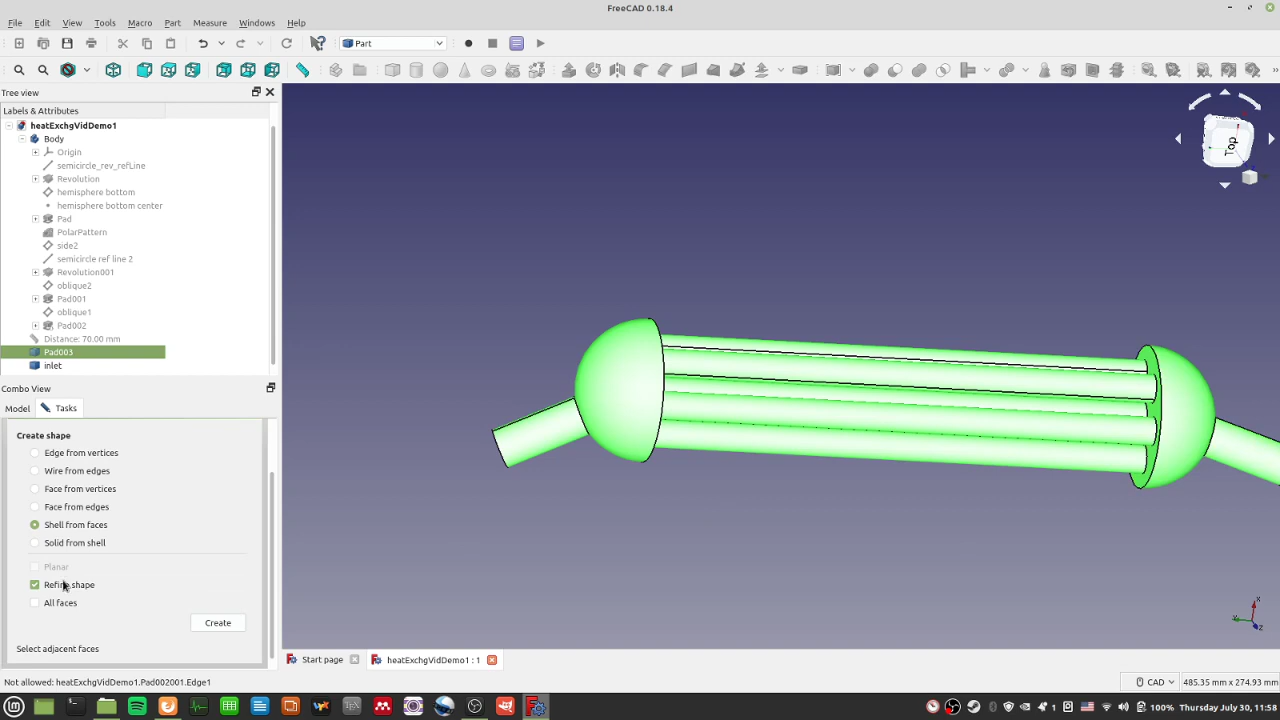 FreeCAD 0.18.4
File Edit View Tools Macro Part Measure Windows Help
Part
Tree view
Labels & Attributes
heatExchgVidDemo1
Body
Origin
semicircle_rev_refLine
Revolution
hemisphere bottom
hemisphere bottom center
Pad
PolarPattern
side2
semicircle ref line 2
Revolution001
oblique2
Pad001
oblique1
Pad002
Distance: 70.00 mm
Pad003
inlet
Combo View
Model Tasks
Create shape
Edge from vertices
Wire from edges
Face from vertices
Face from edges
Shell from faces
Solid from shell
Planar
Refine shape
All faces
Create
Select adjacent faces
Top
X
Y
Z
Start page heatExchgVidDemo1 : 1
Not allowed: heatExchgVidDemo1.Pad002001.Edge1 CAD 485.35 mm x 274.93 mm
1 100% Thursday July 30, 11:58